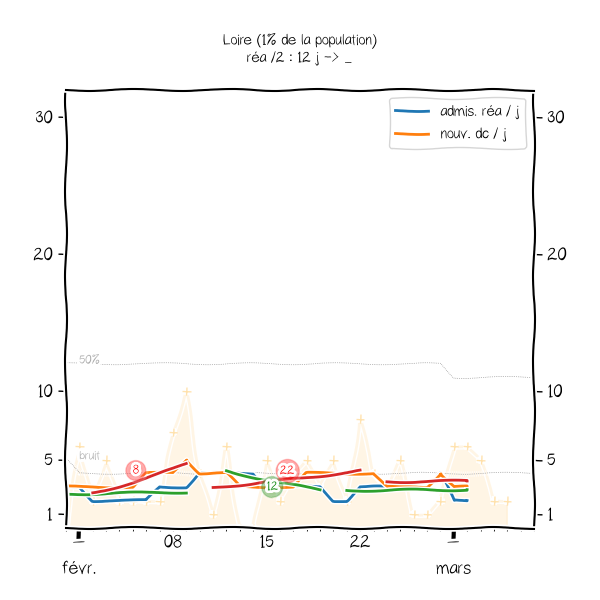 Loire (1% de la population)
réa /2 : 12 j -> _
admis. réa / j
nouv. dc / j
30
30
20
20
50%
10
10
bruit
5
8
22
12
5
1
1
08
15
22
févr.
mars